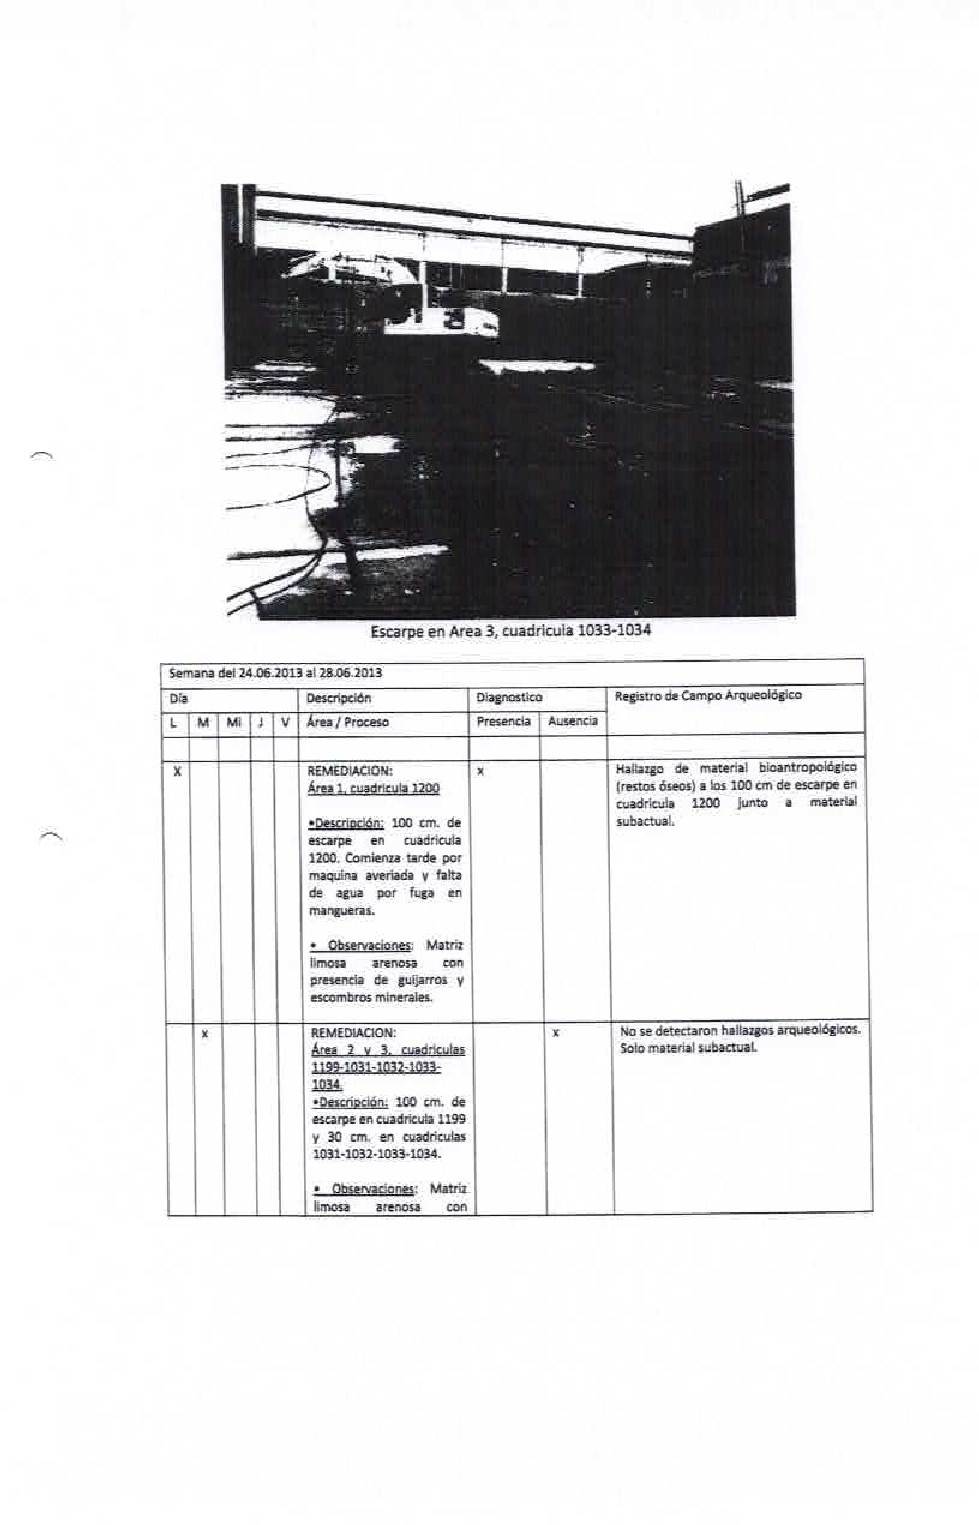 Escarpe en Area 3, cuadricula 1033-1034
Semana del 24.06.2013 al 28.06.2013
Día
Descripción
Diagnostico
Registro de Campo Arqueológico
L M Mi J V
Área / Proceso
Presencia
Ausencia
X
REMEDIACION:
Área 1, cuadricula 1200
•Descripción: 100 cm. de
escarpe en cuadricula
1200. Comienza tarde por
maquina averiada y falta
de agua por fuga en
mangueras.
• Observaciones: Matriz
limosa arenosa con
presencia de guijarros y
escombros minerales.
x
Hallazgo de material bioantropológico
(restos óseos) a los 100 cm de escarpe en
cuadricula 1200 junto a material
subactual.
x
REMEDIACION:
Área 2 y 3, cuadriculas
1199-1031-1032-1033-
1034.
•Descripción: 100 cm. de
escarpe en cuadricula 1199
y 30 cm. en cuadriculas
1031-1032-1033-1034.
• Observaciones: Matriz
limosa arenosa con
x
No se detectaron hallazgos arqueológicos.
Solo material subactual.